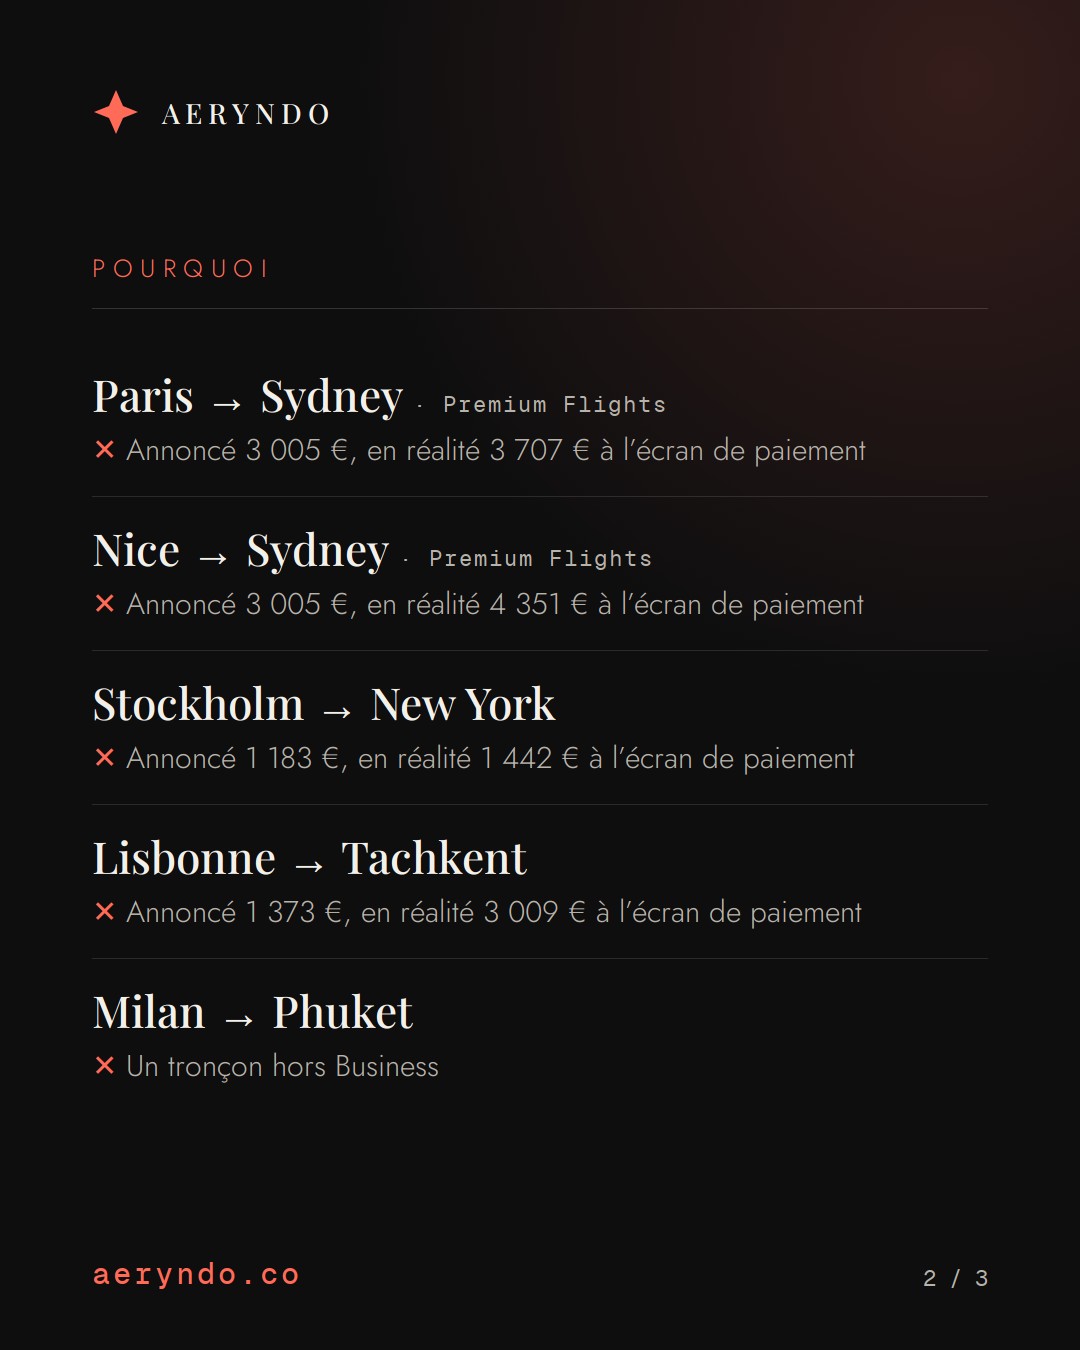 AERYNDO
POURQUOI
Paris → Sydney · Premium Flights
✕ Annoncé 3 005 €, en réalité 3 707 € à l’écran de paiement
Nice → Sydney · Premium Flights
✕ Annoncé 3 005 €, en réalité 4 351 € à l’écran de paiement
Stockholm → New York
✕ Annoncé 1 183 €, en réalité 1 442 € à l’écran de paiement
Lisbonne → Tachkent
✕ Annoncé 1 373 €, en réalité 3 009 € à l’écran de paiement
Milan → Phuket
✕ Un tronçon hors Business
aeryndo.co
2 / 3